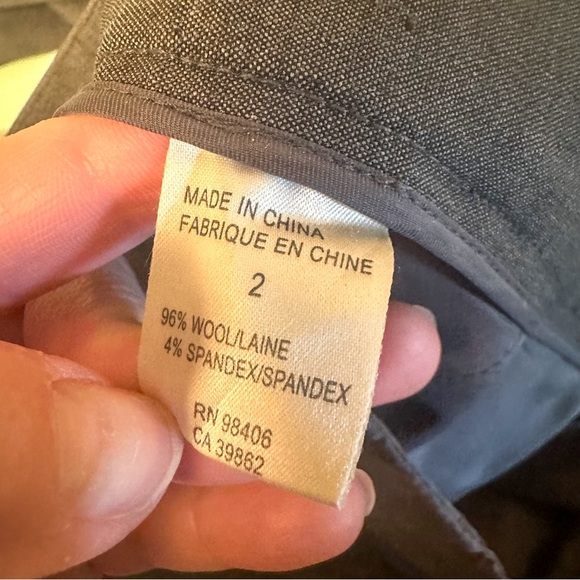 MADE IN CHINA
FABRIQUE EN CHINE
2
96% WOOL/LAINE
4% SPANDEX/SPANDEX
RN 98406
CA 39862